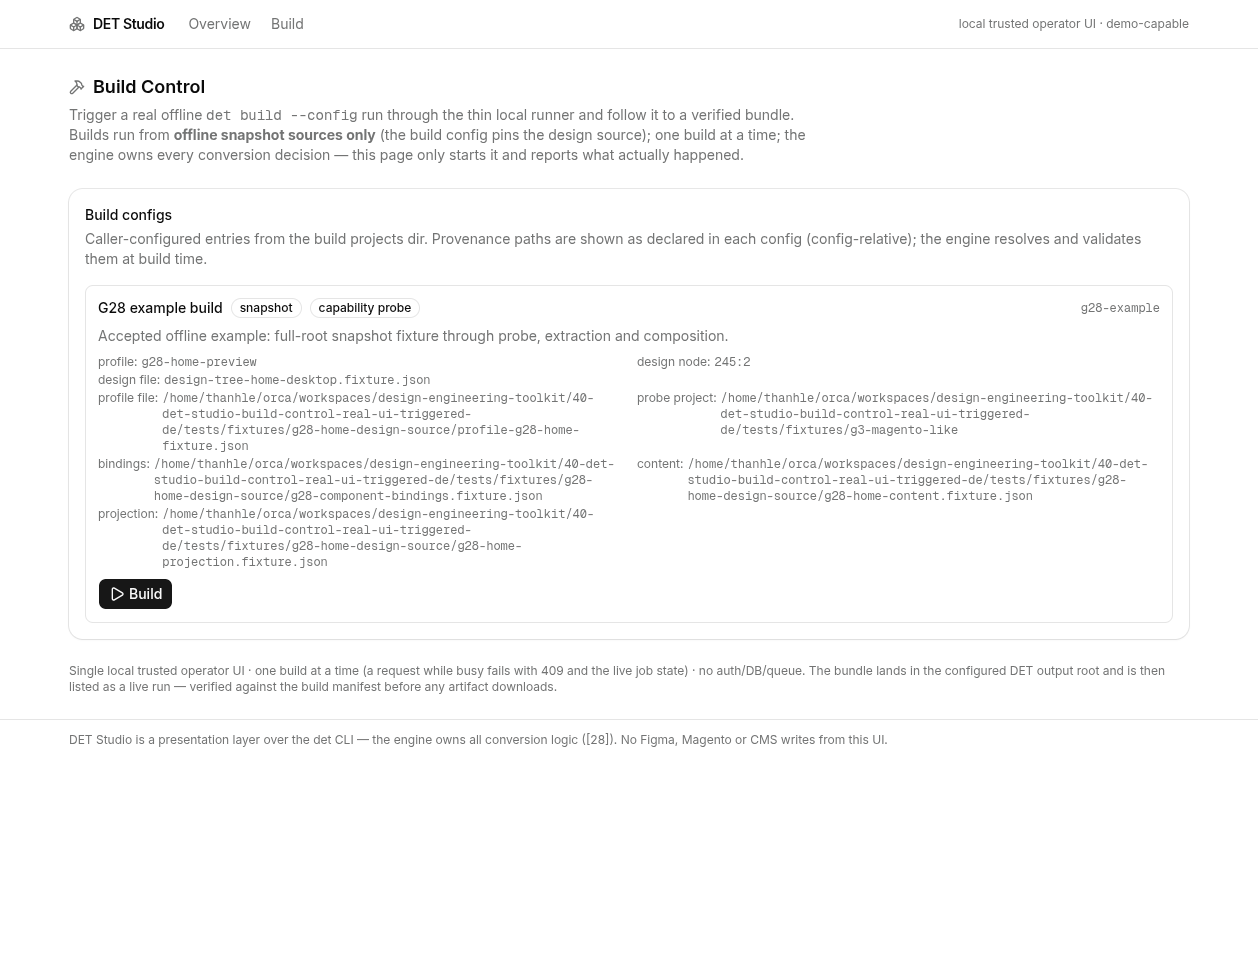 DET Studio Overview Build local trusted operator UI · demo-capable
Build Control
Trigger a real offline det build --config run through the thin local runner and follow it to a verified bundle.
Builds run from offline snapshot sources only (the build config pins the design source); one build at a time; the
engine owns every conversion decision — this page only starts it and reports what actually happened.
Build configs
Caller-configured entries from the build projects dir. Provenance paths are shown as declared in each config (config-relative); the engine resolves and validates
them at build time.
G28 example build snapshot capability probe g28-example
Accepted offline example: full-root snapshot fixture through probe, extraction and composition.
profile: g28-home-preview
design node: 245:2
design file: design-tree-home-desktop.fixture.json
profile file: /home/thanhle/orca/workspaces/design-engineering-toolkit/40-
det-studio-build-control-real-ui-triggered-
de/tests/fixtures/g28-home-design-source/profile-g28-home-
fixture.json
probe project: /home/thanhle/orca/workspaces/design-engineering-toolkit/40-
det-studio-build-control-real-ui-triggered-
de/tests/fixtures/g3-magento-like
bindings: /home/thanhle/orca/workspaces/design-engineering-toolkit/40-det-
studio-build-control-real-ui-triggered-de/tests/fixtures/g28-
home-design-source/g28-component-bindings.fixture.json
content: /home/thanhle/orca/workspaces/design-engineering-toolkit/40-det-
studio-build-control-real-ui-triggered-de/tests/fixtures/g28-
home-design-source/g28-home-content.fixture.json
projection: /home/thanhle/orca/workspaces/design-engineering-toolkit/40-
det-studio-build-control-real-ui-triggered-
de/tests/fixtures/g28-home-design-source/g28-home-
projection.fixture.json
Build
Single local trusted operator UI · one build at a time (a request while busy fails with 409 and the live job state) · no auth/DB/queue. The bundle lands in the configured DET output root and is then
listed as a live run — verified against the build manifest before any artifact downloads.
DET Studio is a presentation layer over the det CLI — the engine owns all conversion logic ([28]). No Figma, Magento or CMS writes from this UI.